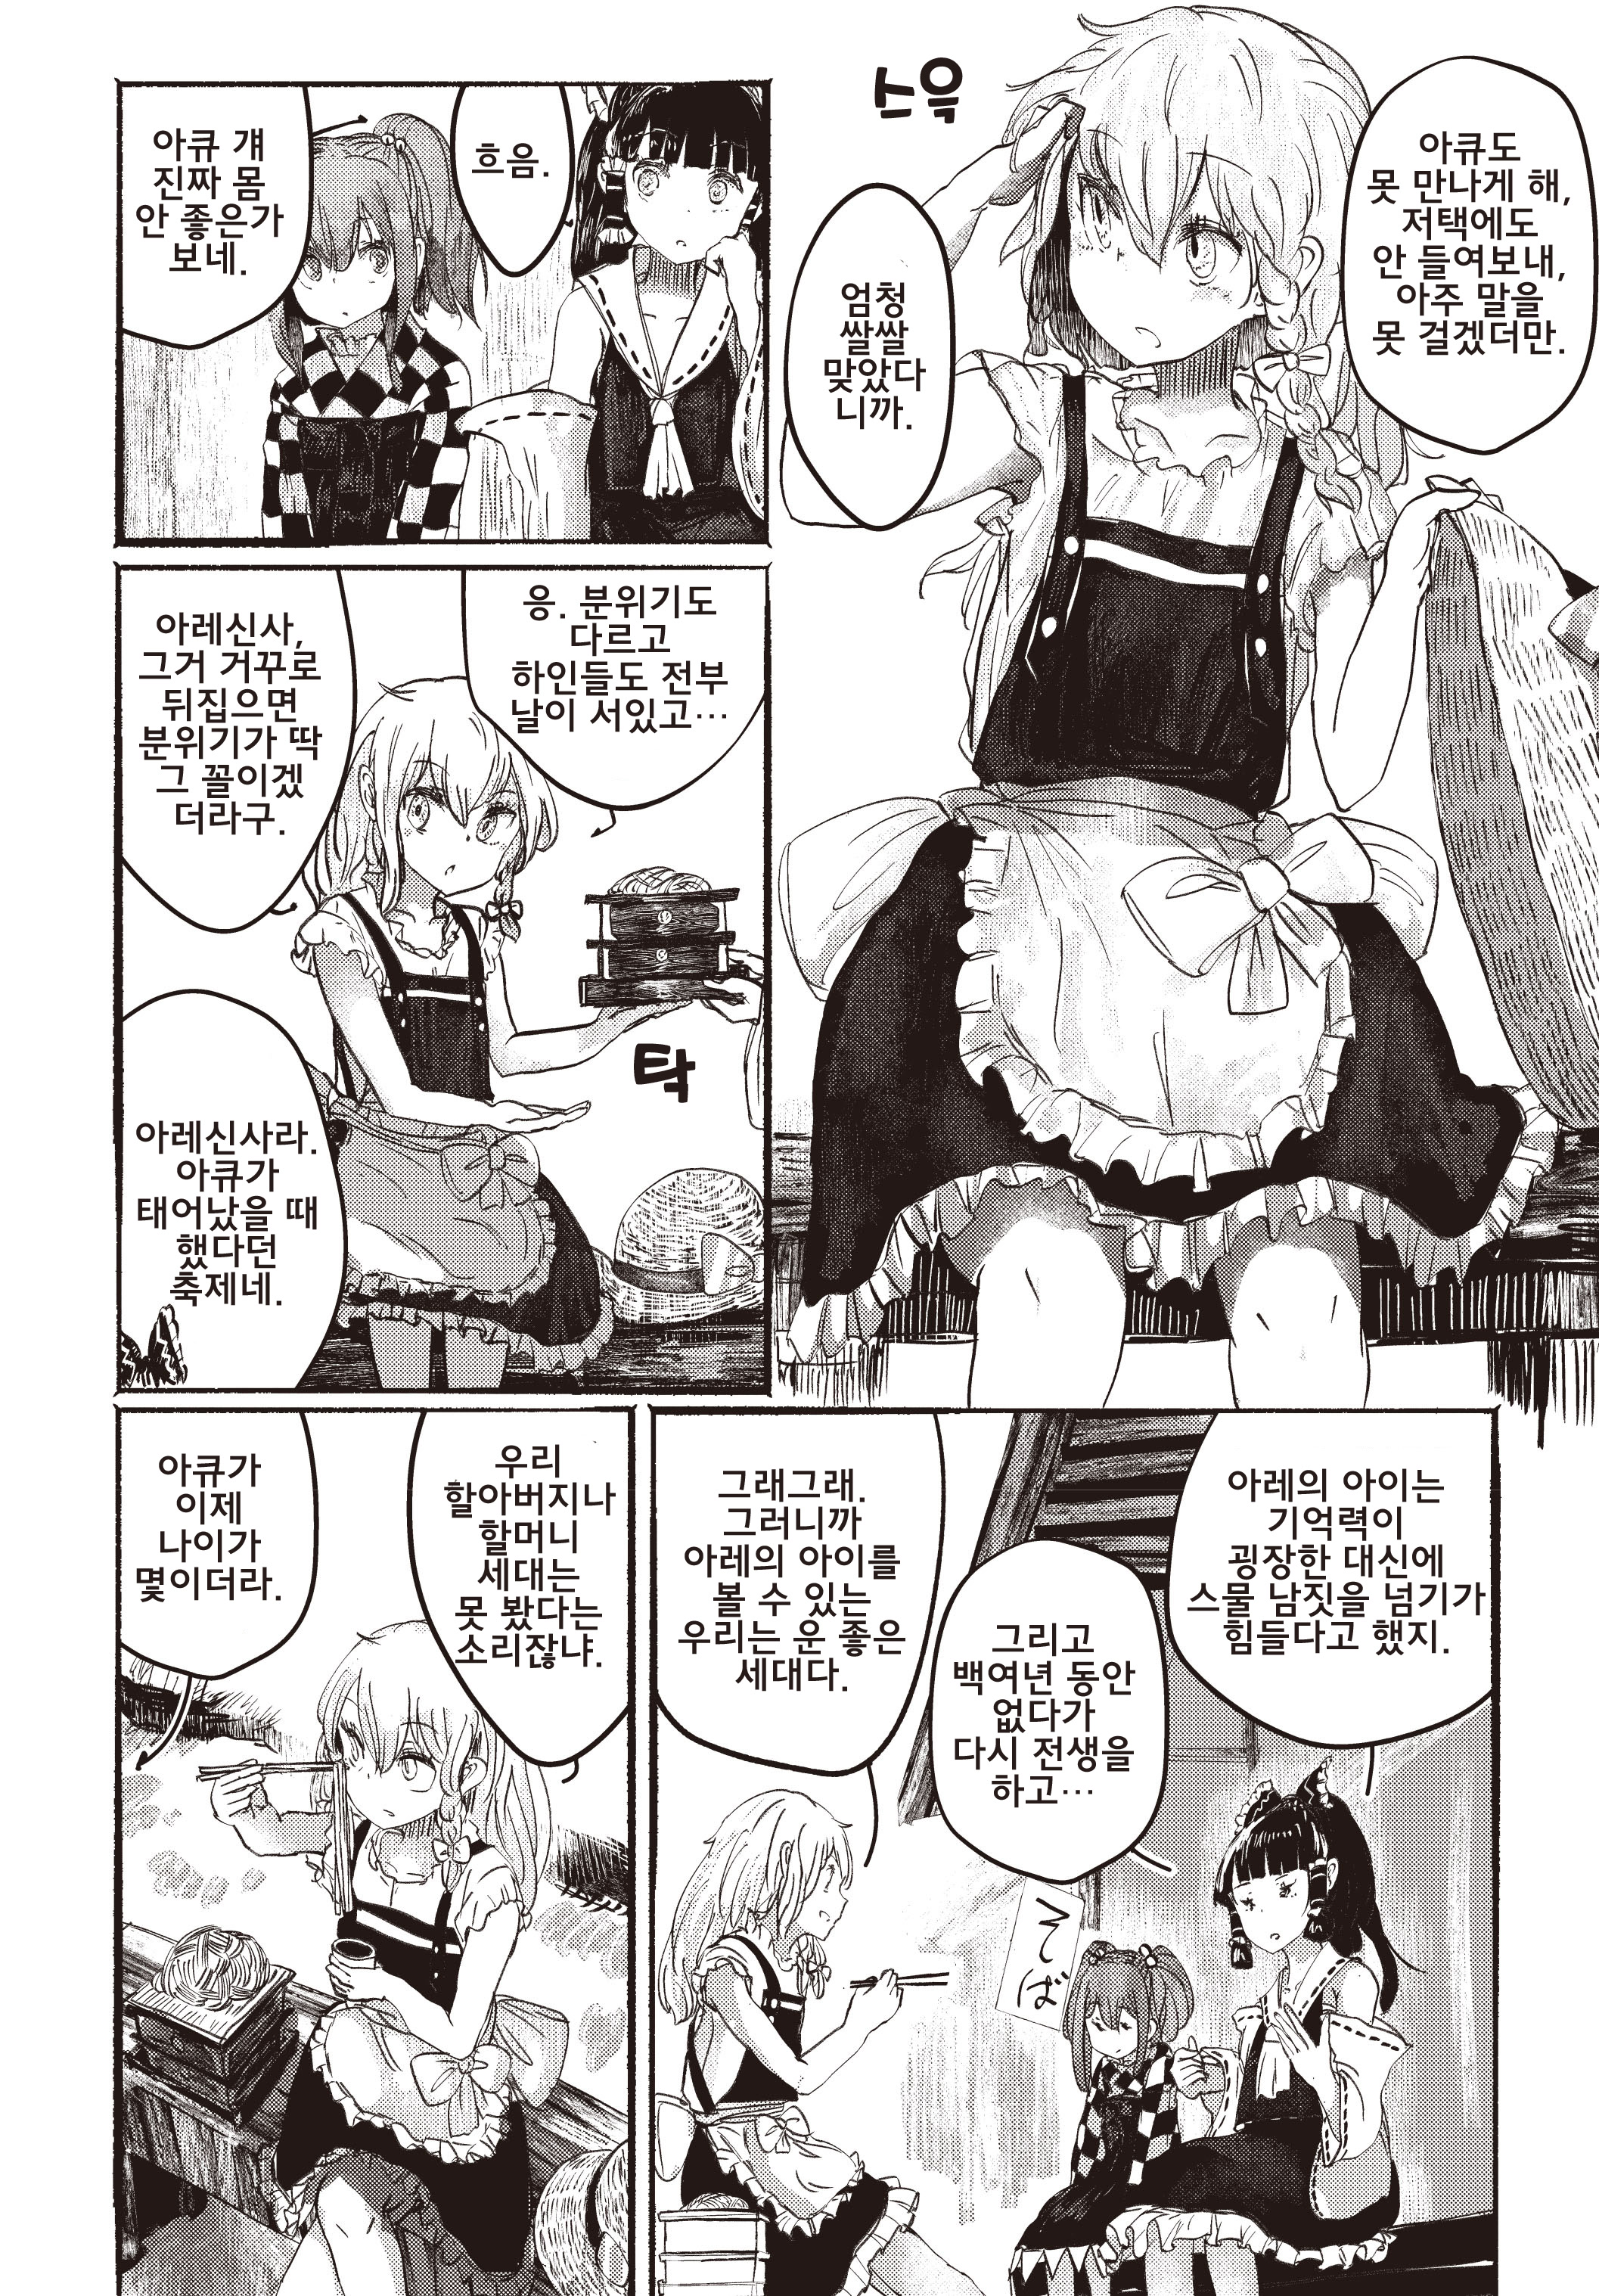 스윽
아큐도
못 만나게 해,
저택에도
안 들여보내,
아주 말을
못 걸겠더만.
엄청
쌀쌀
맞았다
니까.
흐음.
아큐 걔
진짜 몸
안 좋은가
보네.
응. 분위기도
다르고
하인들도 전부
날이 서있고…
아레신사,
그거 거꾸로
뒤집으면
분위기가 딱
그 꼴이겠
더라구.
탁
아레신사라.
아큐가
태어났을 때
했다던
축제네.
아레의 아이는
기억력이
굉장한 대신에
스물 남짓을 넘기가
힘들다고 했지.
그리고
백여년 동안
없다가
다시 전생을
하고…
그래그래.
그러니까
아레의 아이를
볼 수 있는
우리는 운 좋은
세대다.
そば
우리
할아버지나
할머니
세대는
못 봤다는
소리잖냐.
아큐가
이제
나이가
몇이더라.